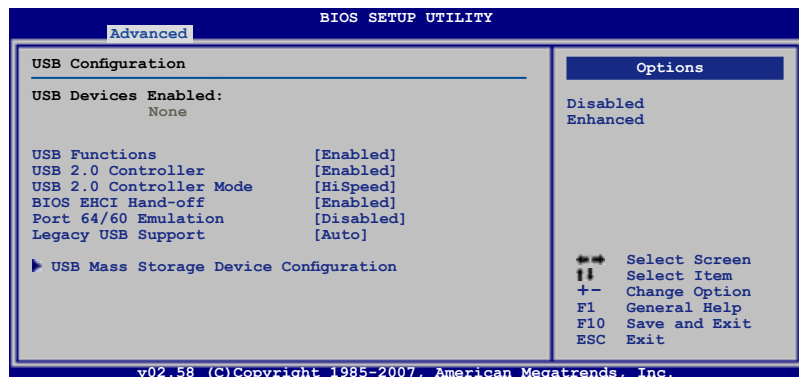 BIOS SETUP UTILITY
Advanced
USB Configuration
USB Devices Enabled:
None
USB Functions [Enabled]
USB 2.0 Controller [Enabled]
USB 2.0 Controller Mode [HiSpeed]
BIOS EHCI Hand-off [Enabled]
Port 64/60 Emulation [Disabled]
Legacy USB Support [Auto]
USB Mass Storage Device Configuration
Options
Disabled
Enhanced
Select Screen
Select Item
+- Change Option
F1 General Help
F10 Save and Exit
ESC Exit
v02.58 (C)Copyright 1985-2007, American Megatrends, Inc.